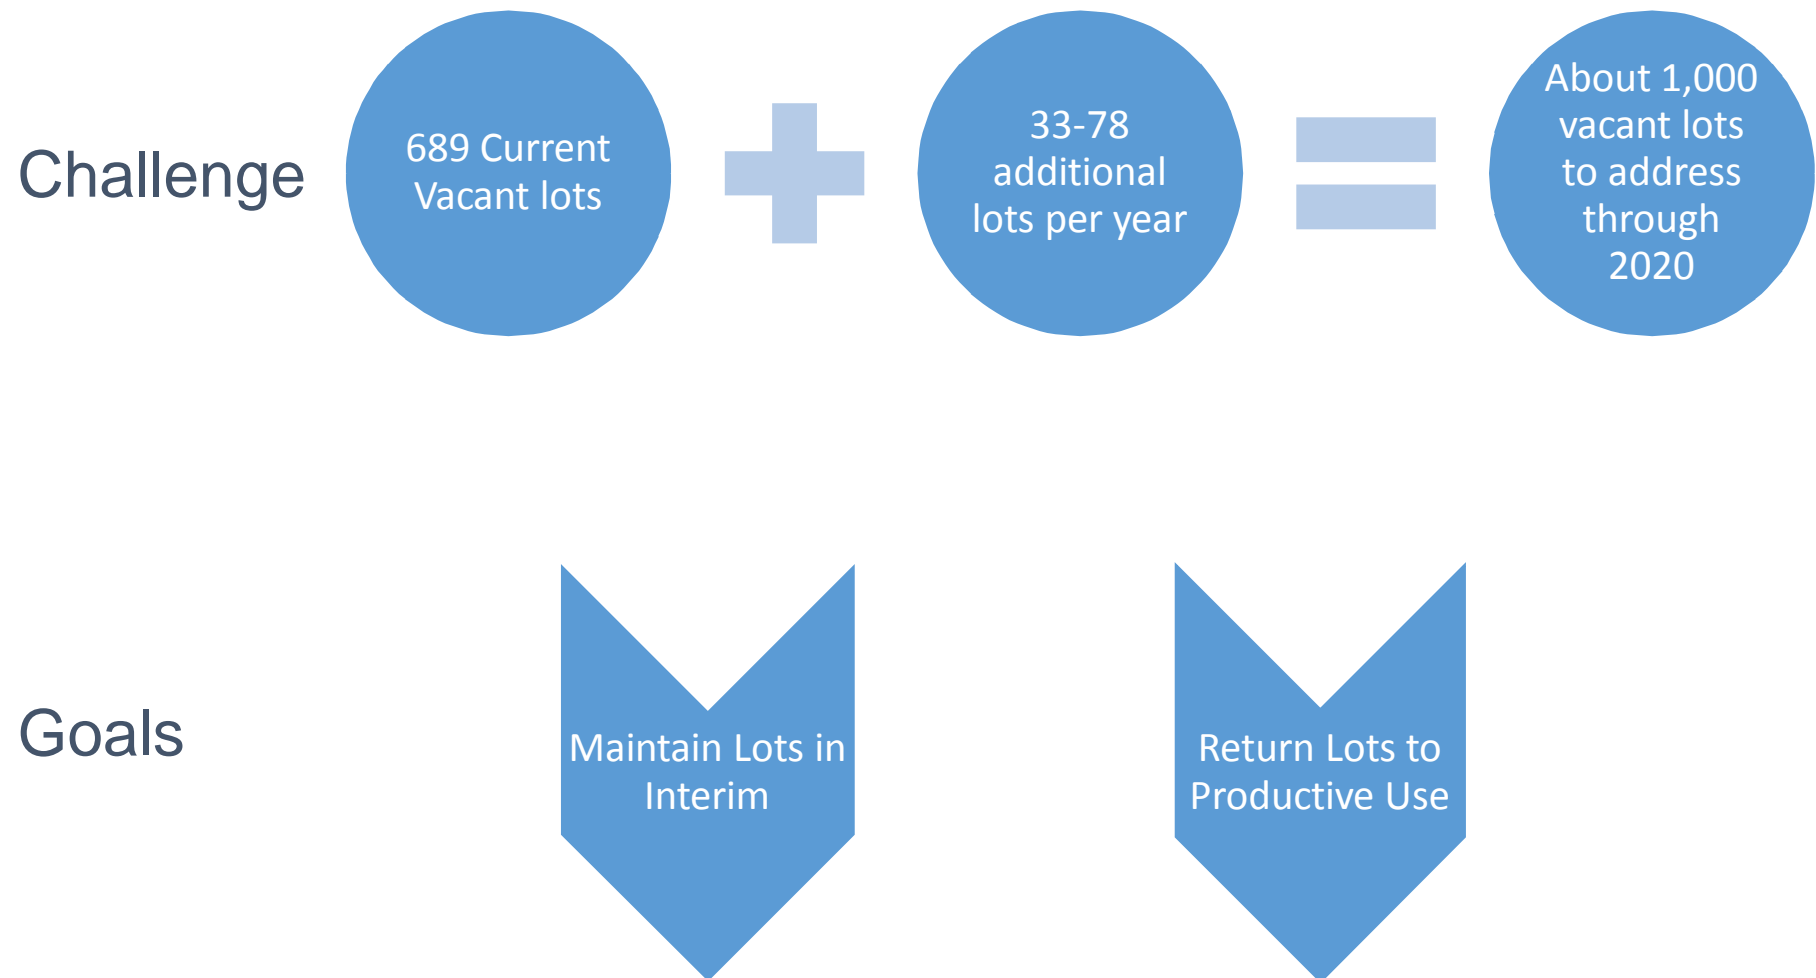 Challenge
689 Current
Vacant lots
33-78
additional
lots per year
About 1,000
vacant lots
to address
through
2020
Goals
Maintain Lots in
Interim
Return Lots to
Productive Use